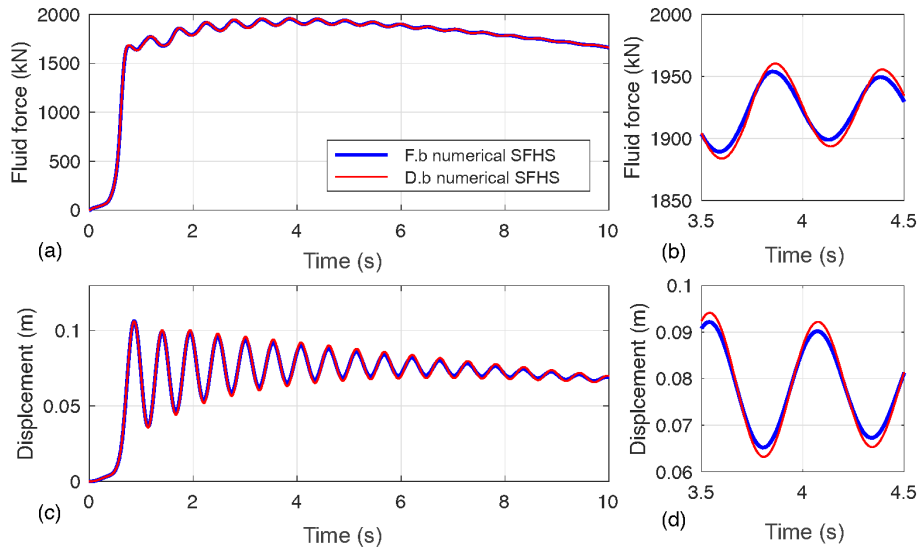 2000
1500
1000
500
0
Fluid force (kN)
F.b numerical SFHS
D.b numerical SFHS
0 2 4 6 8 10
(a)
Time (s)
2000
1950
1900
1850
Fluid force (kN)
3.5 4 4.5
(b)
Time (s)
0.1
0.05
0
Displcement (m)
0 2 4 6 8 10
(c)
Time (s)
0.1
0.09
0.08
0.07
0.06
Displcement (m)
3.5 4 4.5
(d)
Time (s)